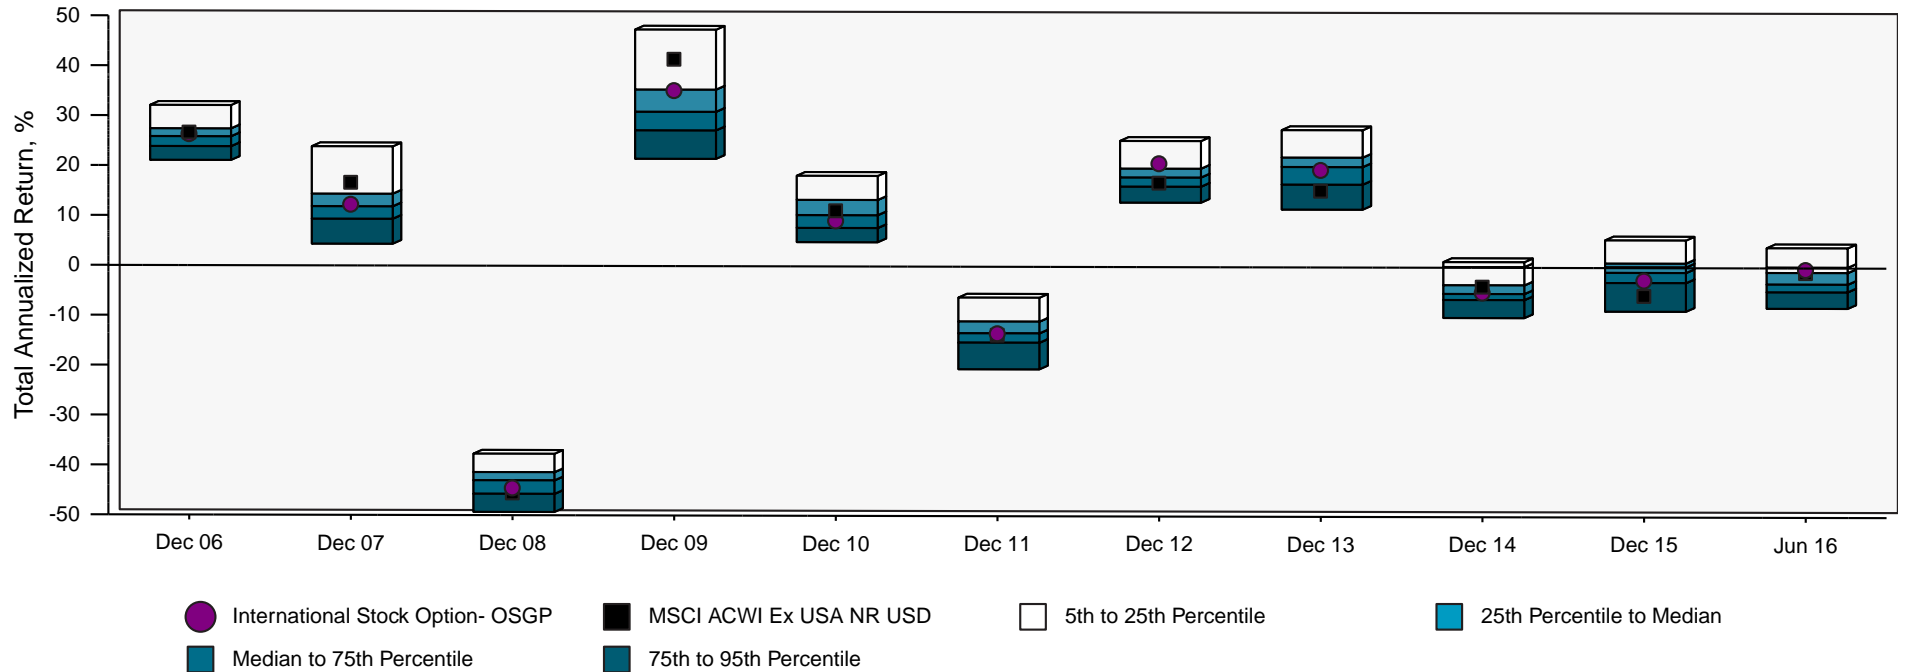 Total Annualized Return, %
50
40
30
20
10
0
-10
-20
-30
-40
-50
Dec 06 Dec 07 Dec 08 Dec 09 Dec 10 Dec 11 Dec 12 Dec 13 Dec 14 Dec 15 Jun 16
International Stock Option- OSGP MSCI ACWI Ex USA NR USD 5th to 25th Percentile 25th Percentile to Median
Median to 75th Percentile 75th to 95th Percentile